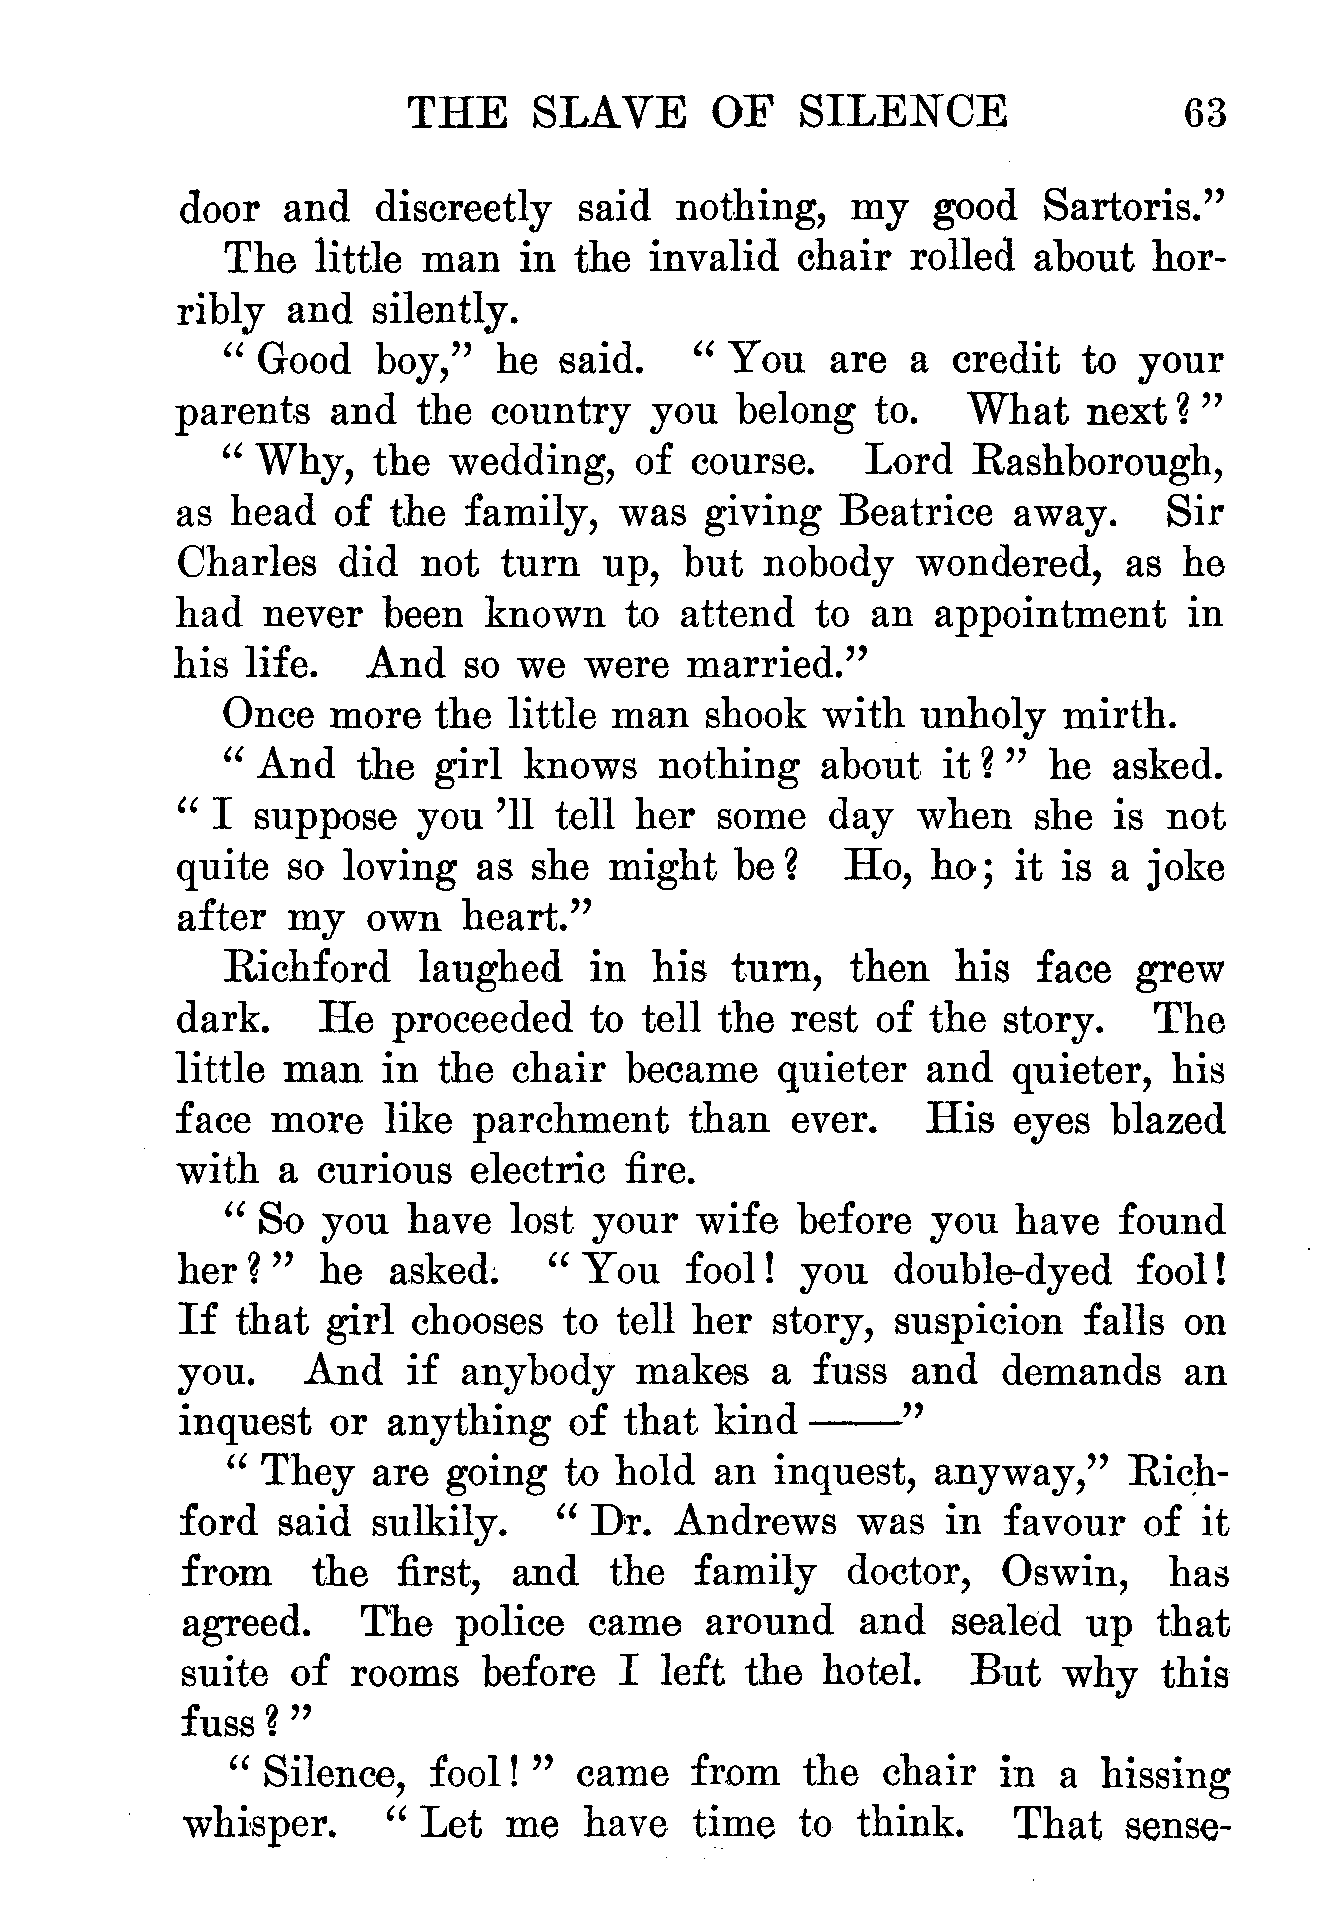 THE SLAVE OF SILENCE 63
door and discreetly said nothing, my good Sartoris.”
The little man in the invalid chair rolled about hor-
ribly and silently.
“ Good boy,” he said. “ You are a credit to your
parents and the country you belong to. What next ? ”
“ Why, the wedding, of course. Lord Rashborough,
as head of the family, was giving Beatrice away. Sir
Charles did not turn up, but nobody wondered, as he
had never been known to attend to an appointment in
his life. And so we were married.”
Once more the little man shook with unholy mirth.
“ And the girl knows nothing about it ? ” he asked.
“ I suppose you ’ll tell her some day when she is not
quite so loving as she might be ? Ho, ho ; it is a joke
after my own heart.”
Richford laughed in his turn, then his face grew
dark. He proceeded to tell the rest of the story. The
little man in the chair became quieter and quieter, his
face more like parchment than ever. His eyes blazed
with a curious electric fire.
“ So you have lost your wife before you have found
her ? ” he asked. “ You fool ! you double-dyed fool !
If that girl chooses to tell her story, suspicion falls on
you. And if anybody makes a fuss and demands an
inquest or anything of that kind ——”
“ They are going to hold an inquest, anyway,” Rich-
ford said sulkily. “ Dr. Andrews was in favour of it
from the first, and the family doctor, Oswin, has
agreed. The police came around and sealed up that
suite of rooms before I left the hotel. But why this
fuss ? ”
“ Silence, fool ! ” came from the chair in a hissing
whisper. “ Let me have time to think. That sense-